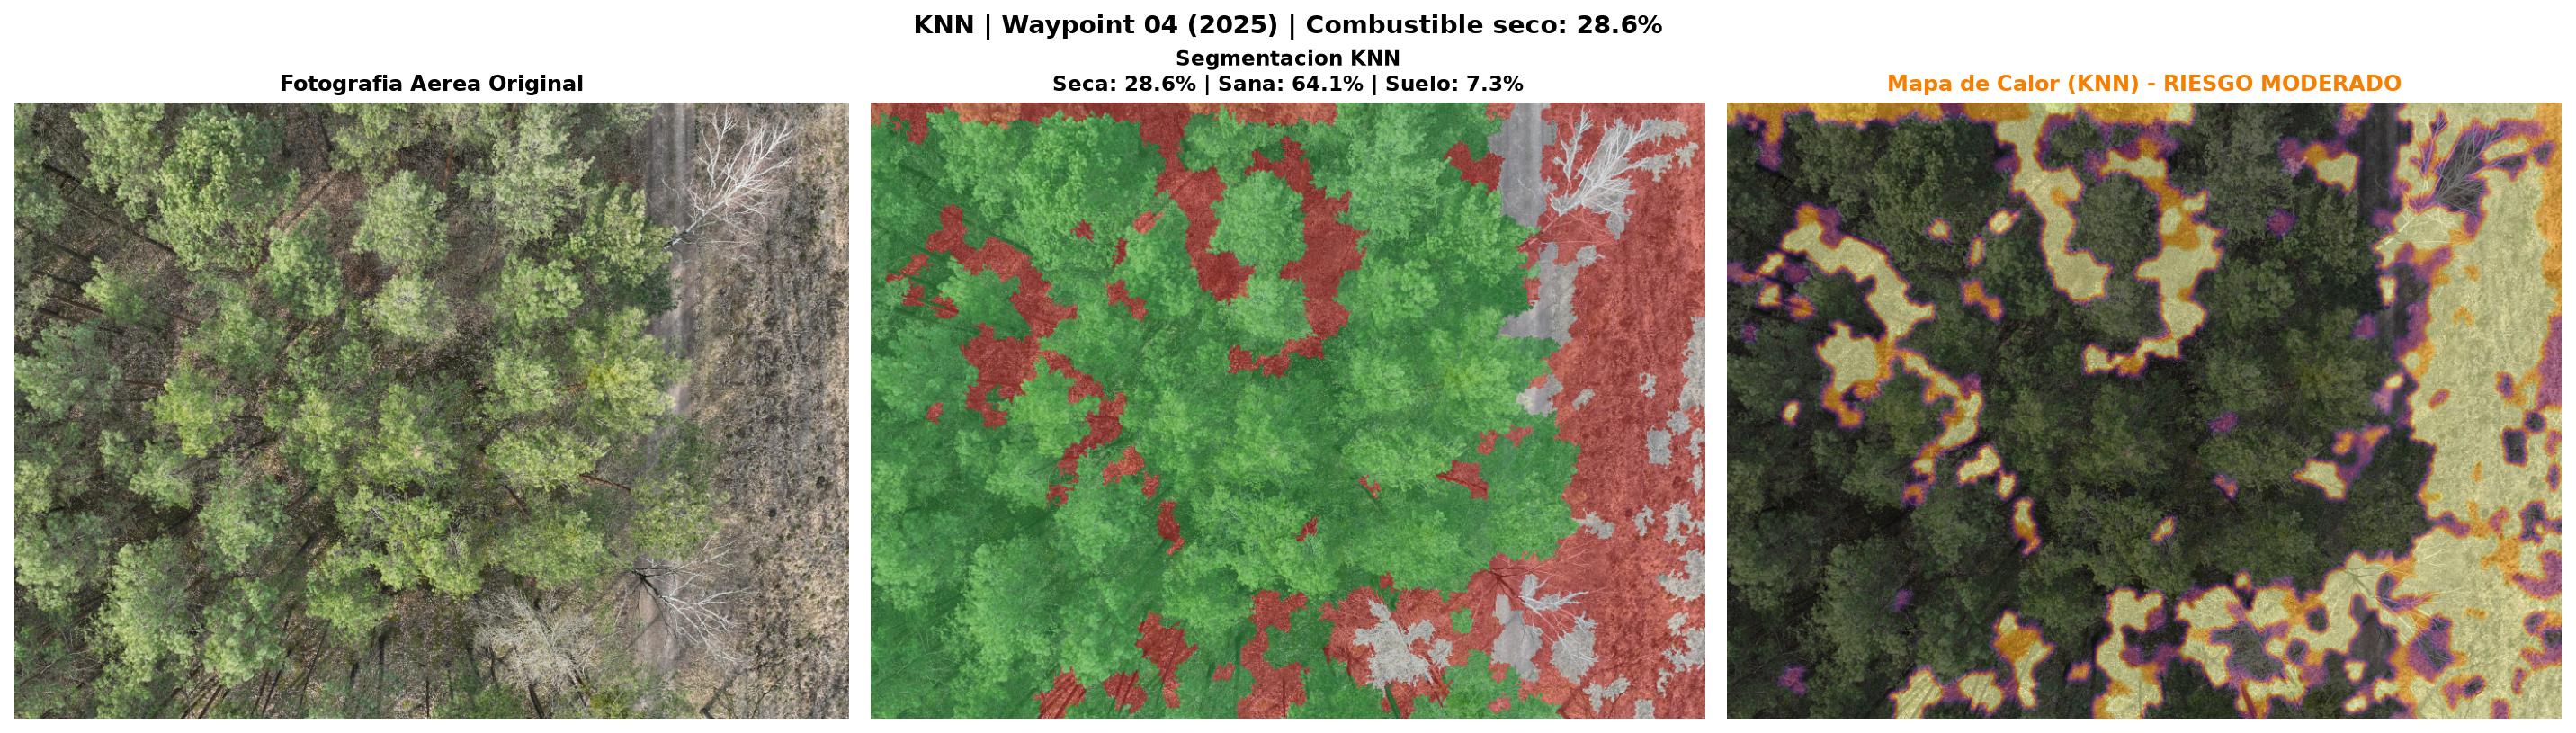 KNN | Waypoint 04 (2025) | Combustible seco: 28.6%
Fotografia Aerea Original
Segmentacion KNN
Seca: 28.6% | Sana: 64.1% | Suelo: 7.3%
Mapa de Calor (KNN) - RIESGO MODERADO